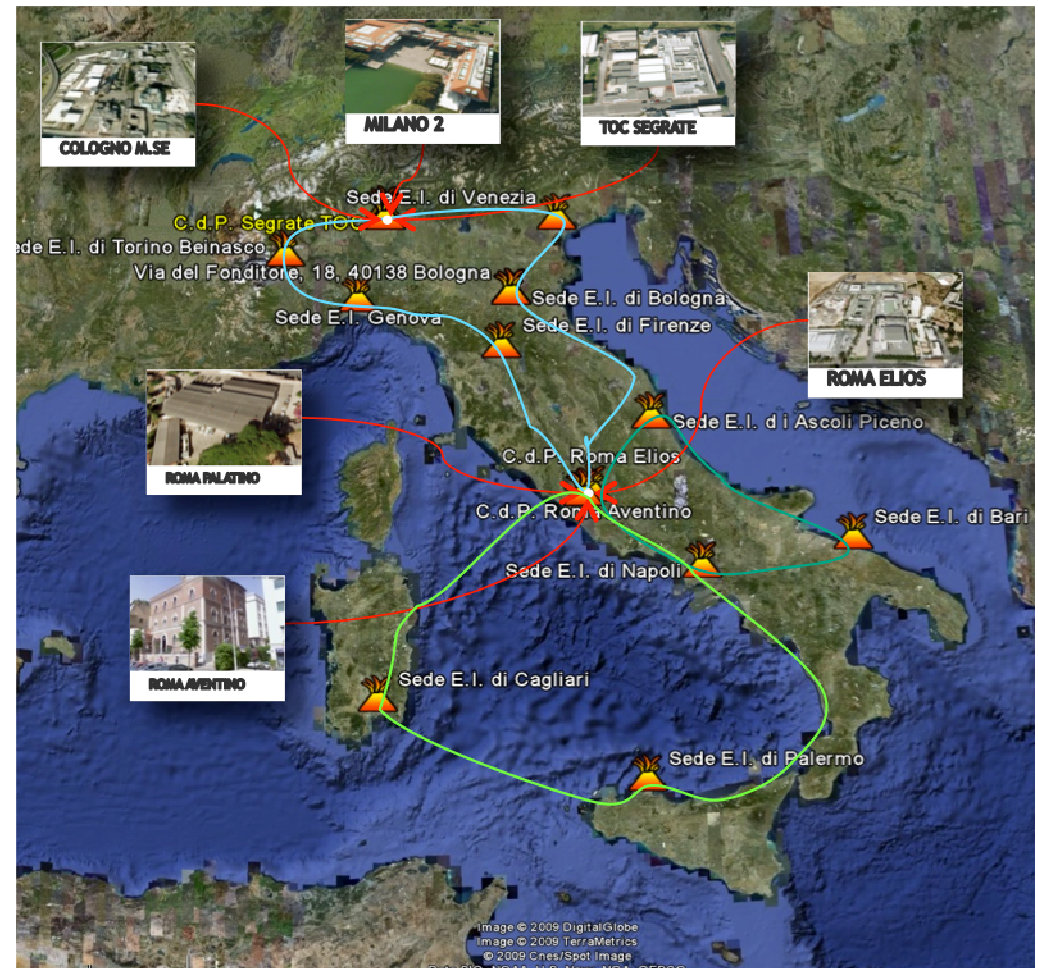 COLOGNO M.SE
MILANO 2
TOC SEGRATE
Sede E.I. di Venezia
C.d.P. Segrate TOC
ede E.I. di Torino Beinasco
Via del Fonditore, 18, 40138 Bologna
Sede E.I. di Bologna
Sede E.I. Genova
Sede E.I. di Firenze
ROMA ELIOS
Sede E.I. d i Ascoli Piceno
C.d.P. Roma Elios
ROMA PALATINO
C.d.P. Roma Aventino
Sede E.I. di Bari
Sede E.I. di Napoli
ROMA AVENTINO
Sede E.I. di Cagliari
Sede E.I. di Palermo
Image © 2009 DigitalGlobe
Image © 2009 TerraMetrics
© 2009 Cnes/Spot Image